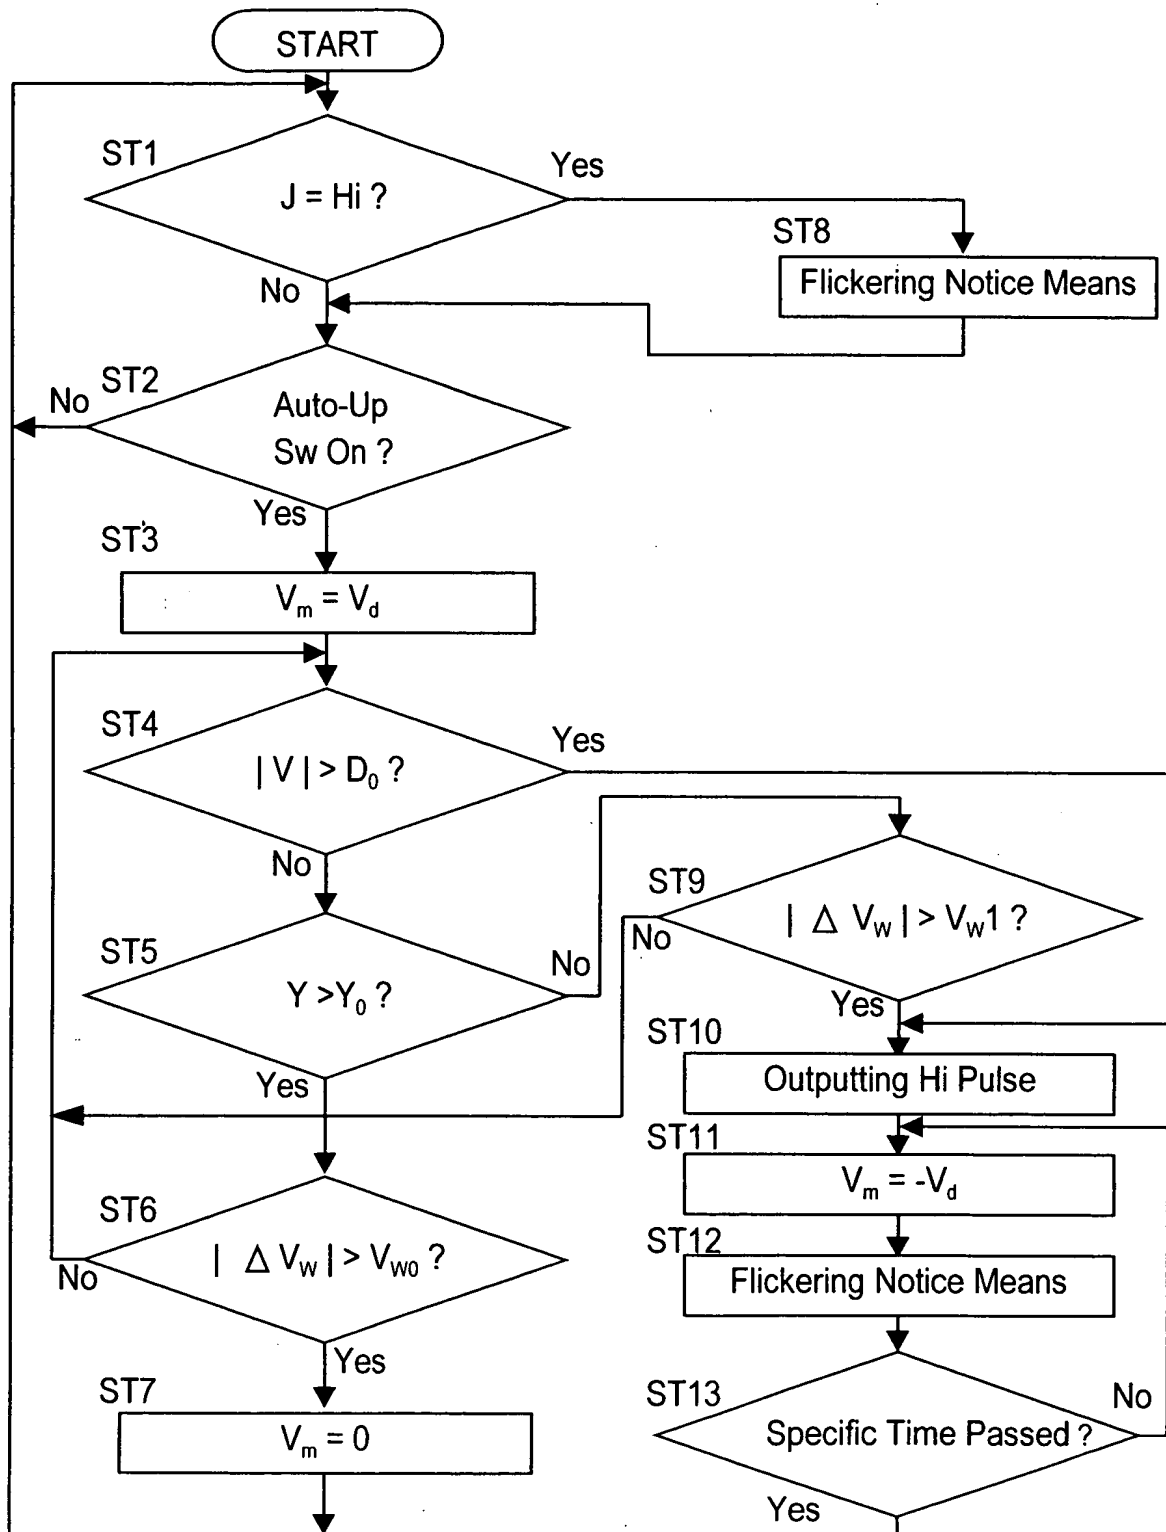 START
ST1
J = Hi ?
Yes
No
ST8
Flickering Notice Means
ST2
No
Auto-Up
Sw On ?
Yes
ST3
Vm = Vd
ST4
| V | > D0 ?
Yes
No
ST5
Y >Y0 ?
No
Yes
ST9
| Δ VW | > VW1 ?
No
Yes
ST10
Outputting Hi Pulse
ST11
Vm = -Vd
ST12
Flickering Notice Means
ST6
| Δ VW | > VW0 ?
No
Yes
ST7
Vm = 0
ST13
Specific Time Passed ?
No
Yes